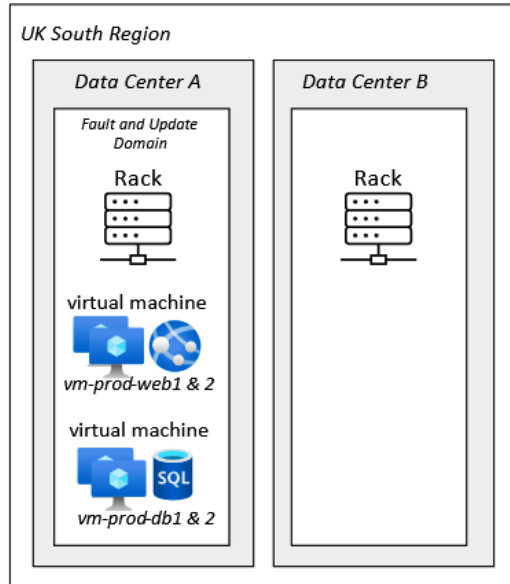 UK South Region
Data Center A
Fault and Update
Domain
Rack
virtual machine
vm-prod-web1 & 2
virtual machine
SQL
vm-prod-db1 & 2
Data Center B
Rack